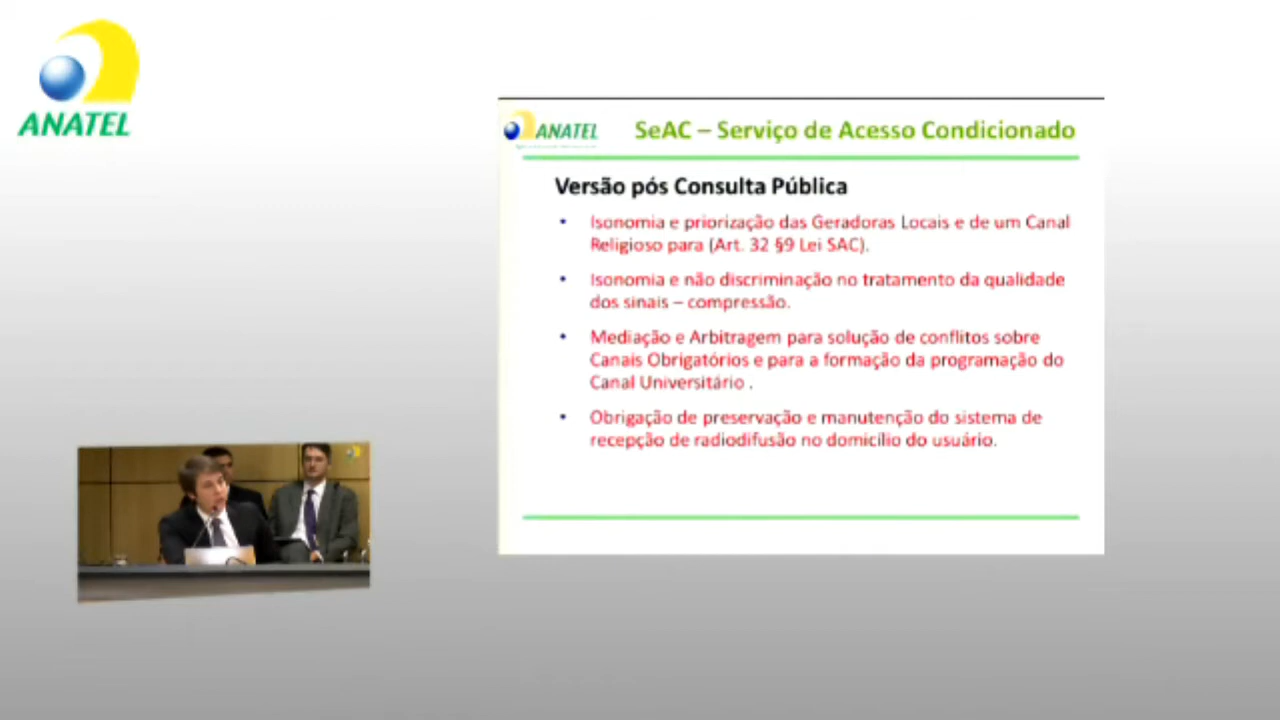 ANATEL
ANATEL
SeAC – Serviço de Acesso Condicionado
Versão pós Consulta Pública
• Isonomia e priorização das Geradoras Locais e de um Canal
Religioso para (Art. 32 §9 Lei SAC).
• Isonomia e não discriminação no tratamento da qualidade
dos sinais – compressão.
• Mediação e Arbitragem para solução de conflitos sobre
Canais Obrigatórios e para a formação da programação do
Canal Universitário .
• Obrigação de preservação e manutenção do sistema de
recepção de radiodifusão no domicílio do usuário.